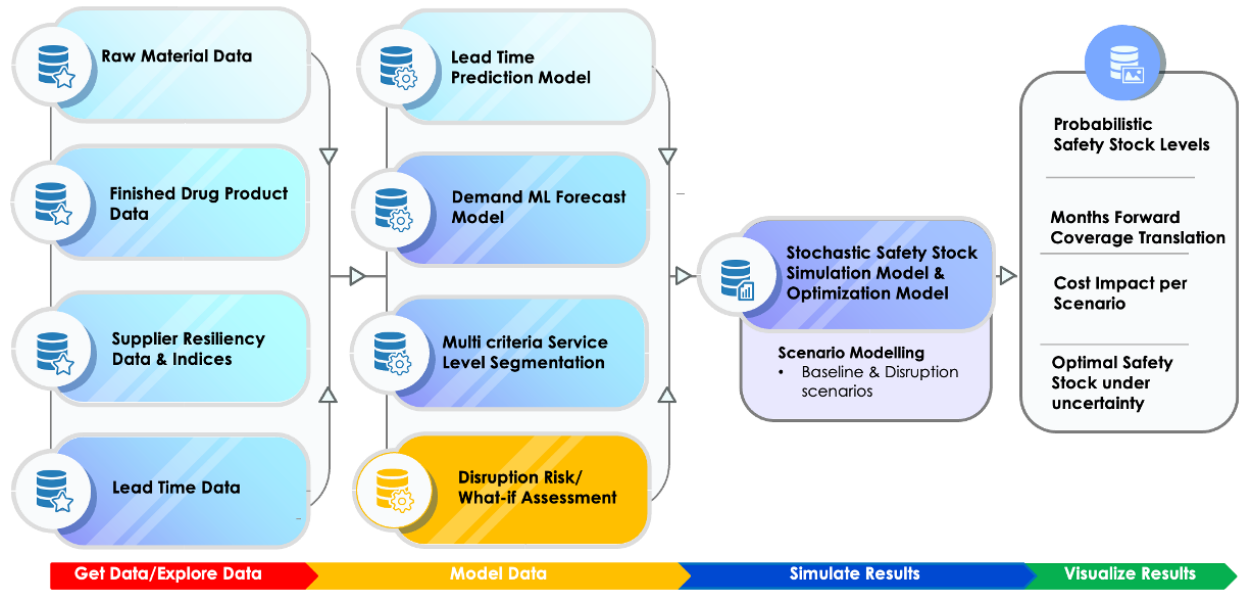 Raw Material Data
Finished Drug Product
Data
Supplier Resiliency
Data & Indices
Lead Time Data
Lead Time
Prediction Model
Demand ML Forecast
Model
Multi criteria Service
Level Segmentation
Disruption Risk/
What-if Assessment
Stochastic Safety Stock
Simulation Model &
Optimization Model
Scenario Modelling
• Baseline & Disruption
scenarios
Probabilistic
Safety Stock Levels
Months Forward
Coverage Translation
Cost Impact per
Scenario
Optimal Safety
Stock under
uncertainty
Get Data/Explore Data
Model Data
Simulate Results
Visualize Results